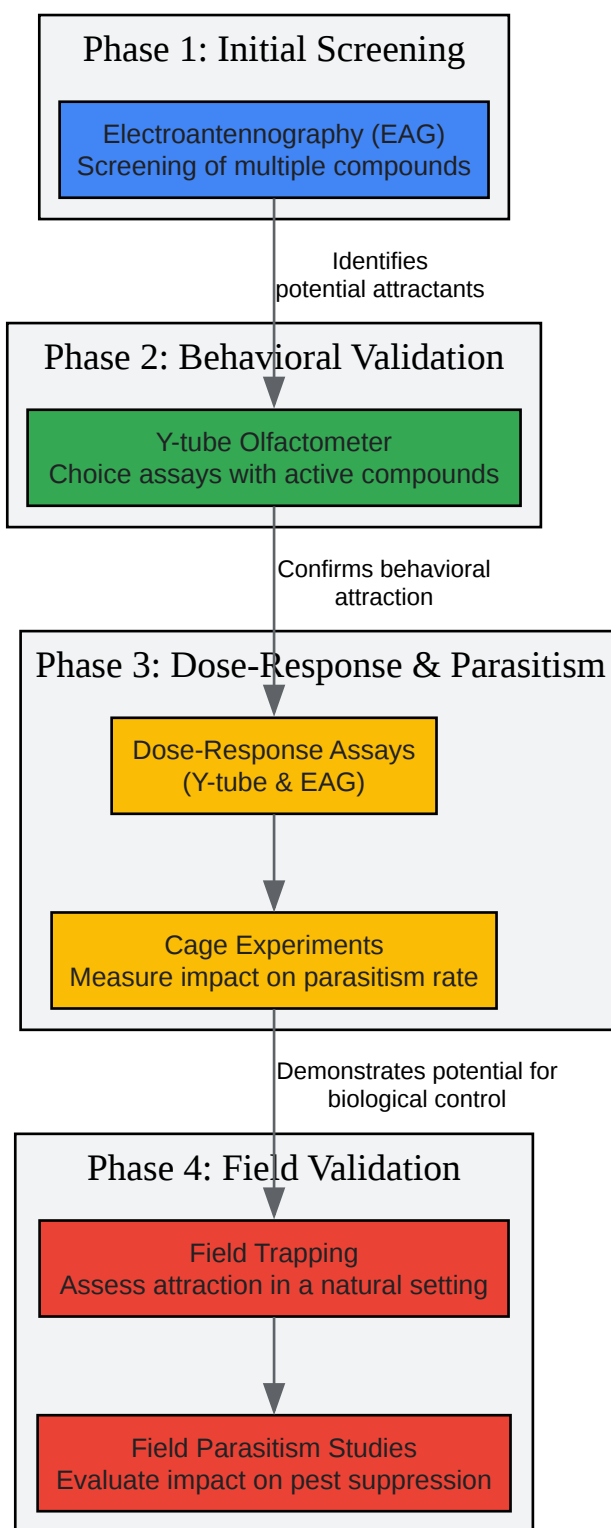 Phase 1: Initial Screening
Electroantennography (EAG)
Screening of multiple compounds
Identifies
potential attractants
Phase 2: Behavioral Validation
Y-tube Olfactometer
Choice assays with active compounds
Confirms behavioral
attraction
Phase 3: Dose-Response & Parasitism
Dose-Response Assays
(Y-tube & EAG)
Cage Experiments
Measure impact on parasitism rate
Demonstrates potential for
biological control
Phase 4: Field Validation
Field Trapping
Assess attraction in a natural setting
Field Parasitism Studies
Evaluate impact on pest suppression